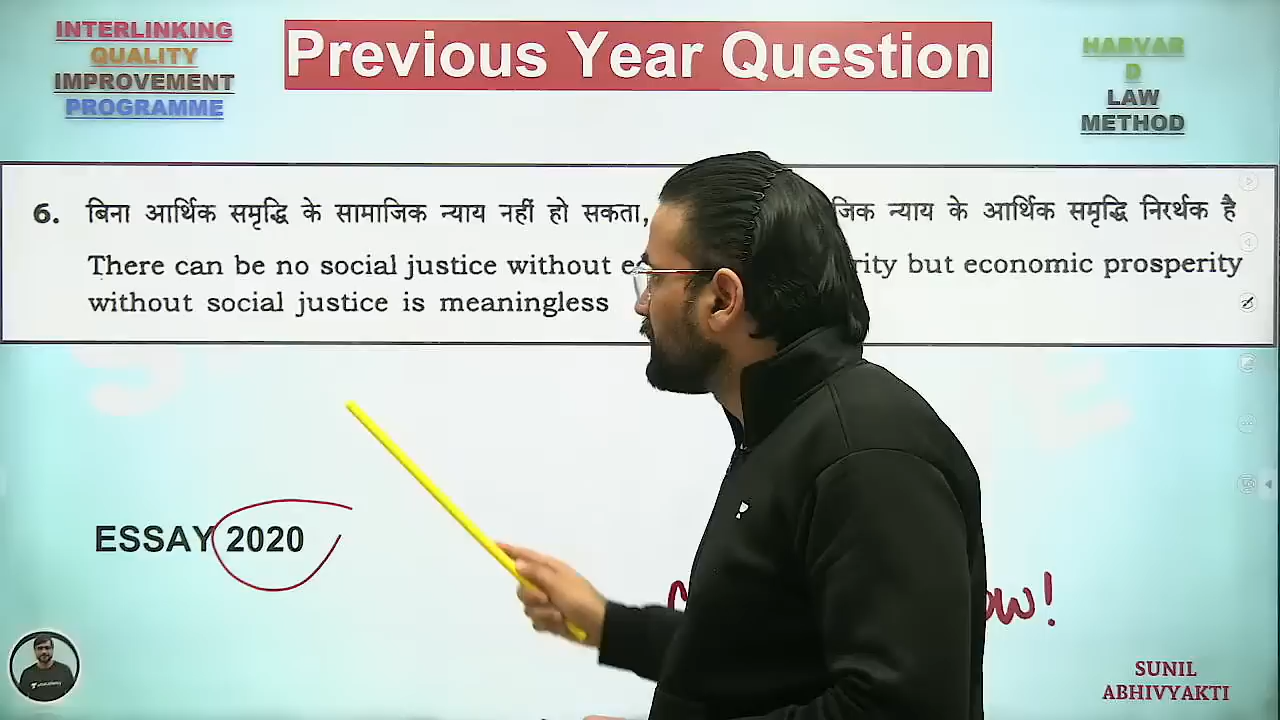 INTERLINKING
QUALITY
IMPROVEMENT
PROGRAMME
Previous Year Question
HARVAR
D
LAW
METHOD
6. बिना आर्थिक समृद्धि के सामाजिक न्याय नहीं हो सकता, न्याय के आर्थिक समृद्धि निरर्थक है
There can be no social justice without but economic prosperity
without social justice is meaningless
ESSAY 2020
SUNIL
ABHIVYAKTI